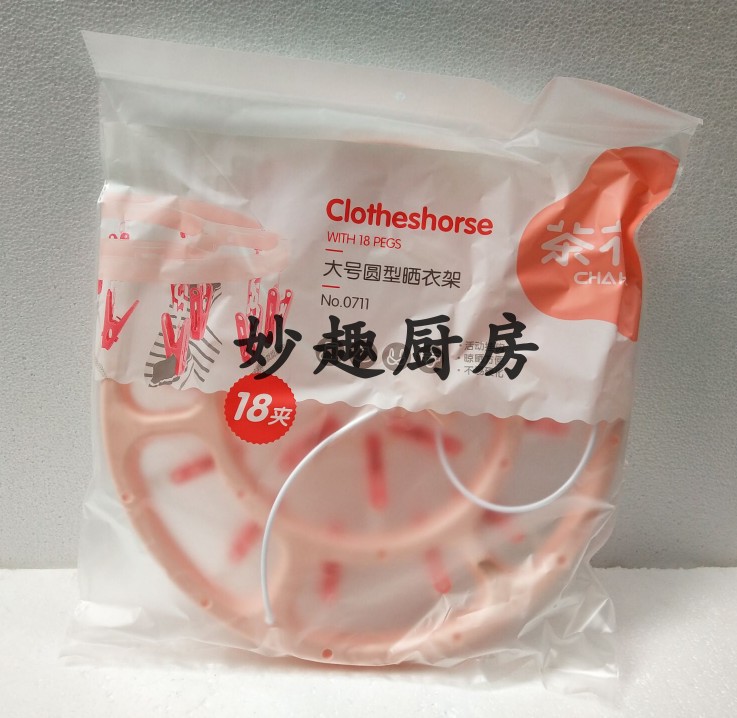 Clotheshorse
WITH 18 PEGS
大号圆型晒衣架
No.0711
茶
CHA
妙趣厨房
18夹